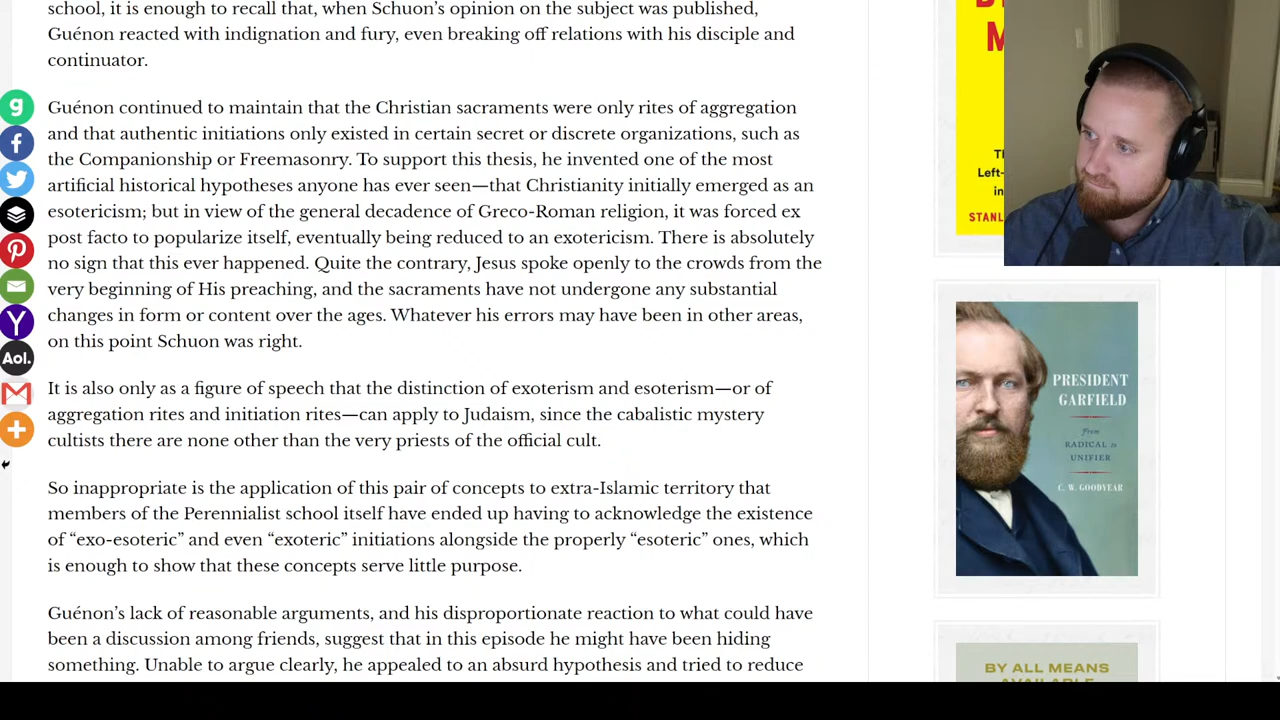 school, it is enough to recall that, when Schuon’s opinion on the subject was published,
Guénon reacted with indignation and fury, even breaking off relations with his disciple and
continuator.
Guénon continued to maintain that the Christian sacraments were only rites of aggregation
and that authentic initiations only existed in certain secret or discrete organizations, such as
the Companionship or Freemasonry. To support this thesis, he invented one of the most
artificial historical hypotheses anyone has ever seen—that Christianity initially emerged as an
esotericism; but in view of the general decadence of Greco-Roman religion, it was forced ex
post facto to popularize itself, eventually being reduced to an exotericism. There is absolutely
no sign that this ever happened. Quite the contrary, Jesus spoke openly to the crowds from the
very beginning of His preaching, and the sacraments have not undergone any substantial
changes in form or content over the ages. Whatever his errors may have been in other areas,
on this point Schuon was right.
It is also only as a figure of speech that the distinction of exoterism and esoterism—or of
aggregation rites and initiation rites—can apply to Judaism, since the cabalistic mystery
cultists there are none other than the very priests of the official cult.
So inappropriate is the application of this pair of concepts to extra-Islamic territory that
members of the Perennialist school itself have ended up having to acknowledge the existence
of “exo-esoteric” and even “exoteric” initiations alongside the properly “esoteric” ones, which
is enough to show that these concepts serve little purpose.
Guénon’s lack of reasonable arguments, and his disproportionate reaction to what could have
been a discussion among friends, suggest that in this episode he might have been hiding
something. Unable to argue clearly, he appealed to an absurd hypothesis and tried to reduce
g
f
Y
Aol.
M
Left-
in
STANL
PRESIDENT
GARFIELD
From
RADICAL to
UNIFIER
C. W. GOODYEAR
BY ALL MEANS
AVAILABLE